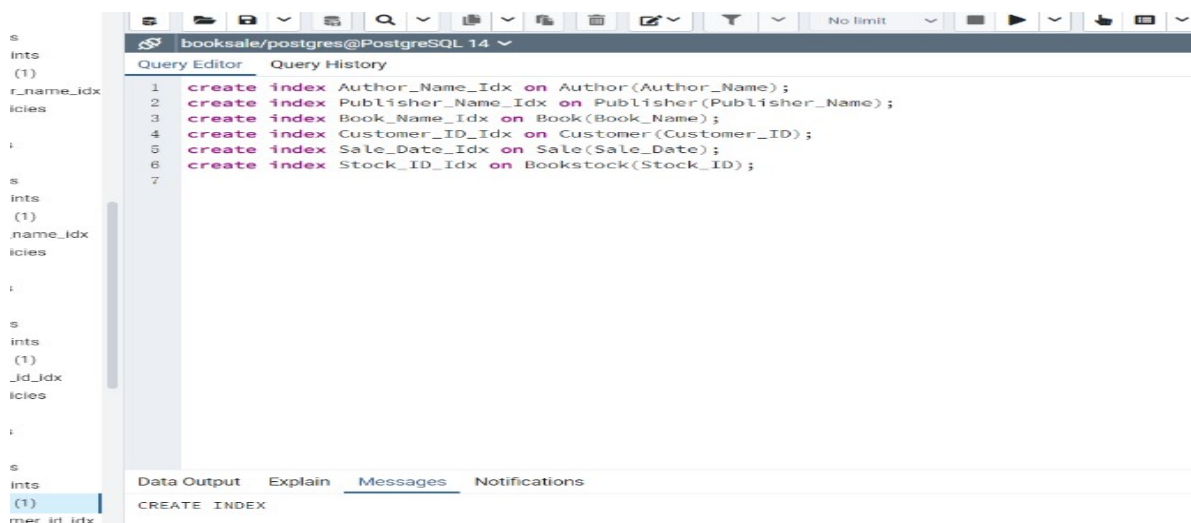 No limit
s
ints
(1)
r_name_idx
icies
s
ints
(1)
_name_idx
icies
s
ints
(1)
_id_idx
icies
s
ints
(1)
mer_id_idx
booksale/postgres@PostgreSQL 14
Query Editor Query History
1 create index Author_Name_Idx on Author(Author_Name);
2 create index Publisher_Name_Idx on Publisher(Publisher_Name);
3 create index Book_Name_Idx on Book(Book_Name);
4 create index Customer_ID_Idx on Customer(Customer_ID);
5 create index Sale_Date_Idx on Sale(Sale_Date);
6 create index Stock_ID_Idx on Bookstock(Stock_ID);
7
Data Output Explain Messages Notifications
CREATE INDEX